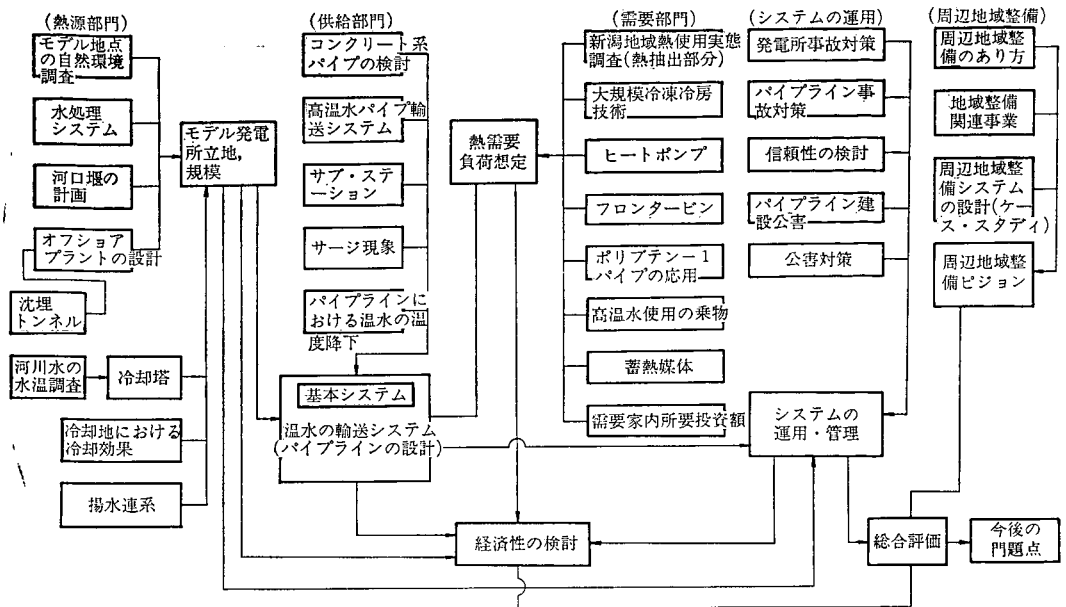 (熱源部門)
モデル地点
の自然環境
調査
水処理
システム
河口堰の
計画
オフショア
プラントの設計
沈埋
トンネル
河川水の
水温調査
冷却塔
冷却地における
冷却効果
揚水連系
モデル発電
所立地,
規模
(供給部門)
コンクリート系
パイプの検討
高温水パイプ輸
送システム
サブ・ステ
ーション
サージ現象
パイプラインに
おける温水の温
度降下
基本システム
温水の輸送システム
(パイプラインの設計)
熱需要
負荷想定
(需要部門)
新潟地域熱使用実態
調査(熱抽出部分)
大規模冷凍冷房
技術
ヒートポンプ
フロンタービン
ポリブテン−1
パイプの応用
高温水使用の乗物
蓄熱媒体
需要家内所要投資額
(システムの運用)
発電所事故対策
パイプライン事
故対策
信頼性の検討
パイプライン建
設公害
公害対策
システムの
運用・管理
(周辺地域整備)
周辺地域整
備のあり方
地域整備
関連事業
周辺地域整
備システム
の設計(ケー
ス・スタディ)
周辺地域整
備ビジョン
経済性の検討
総合評価
今後の
問題点